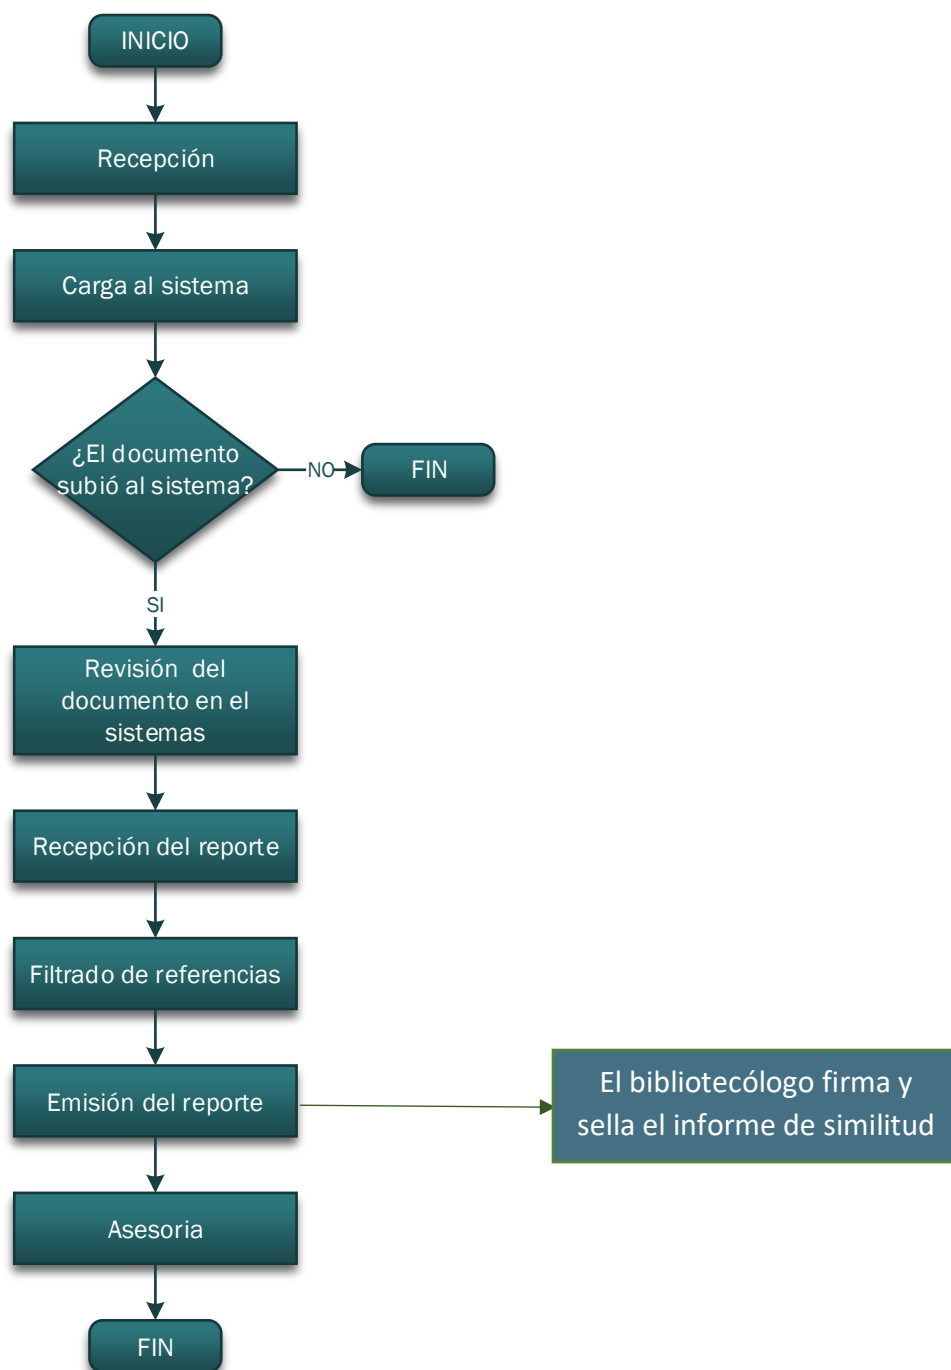 INICIO
Recepción
Carga al sistema
¿El documento
subió al sistema?
NO
FIN
SI
Revisión del
documento en el
sistemas
Recepción del reporte
Filtrado de referencias
Emisión del reporte
El bibliotecólogo firma y
sella el informe de similitud
Asesoria
FIN